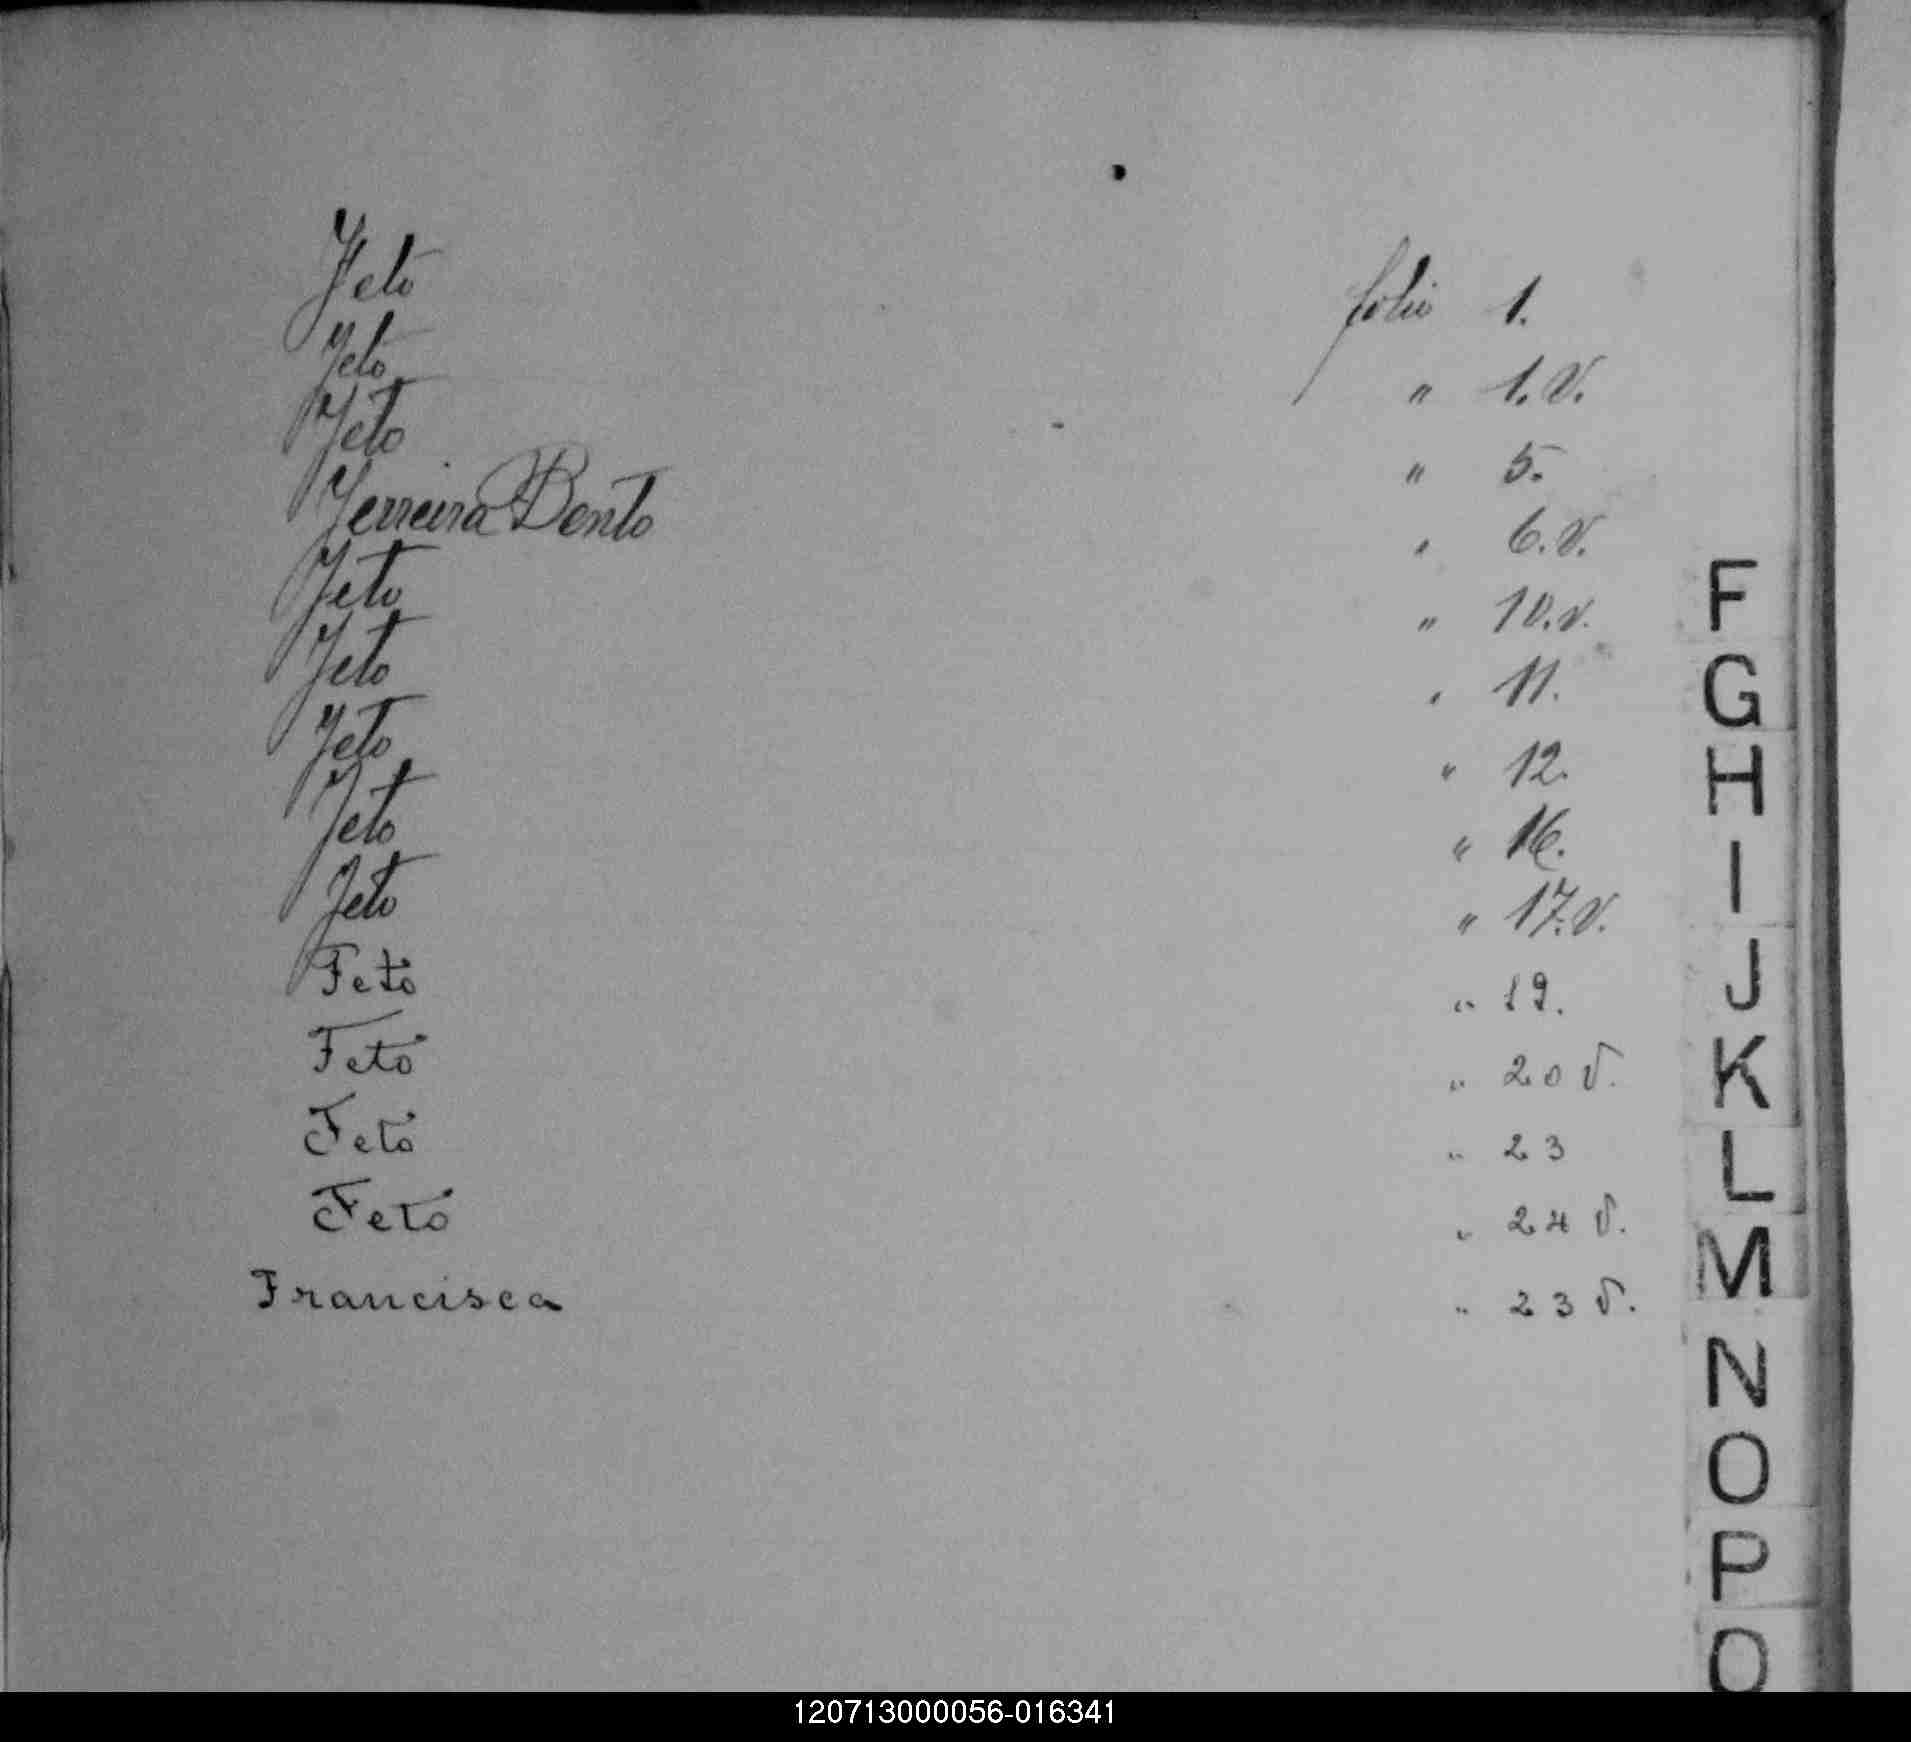 Feto folio 1.
Feto " 1.V.
Feto " 5.
Ferreira Bento " 6.V.
Feto " 10.v.
Feto " 11.
Feto " 12.
Feto " 16.
Feto " 17.V.
Feto " 19.
Feto " 20 V.
Feto " 23
Feto " 24 V.
Francisca " 23 V.
F
G
H
I
J
K
L
M
N
O
P
120713000056-016341